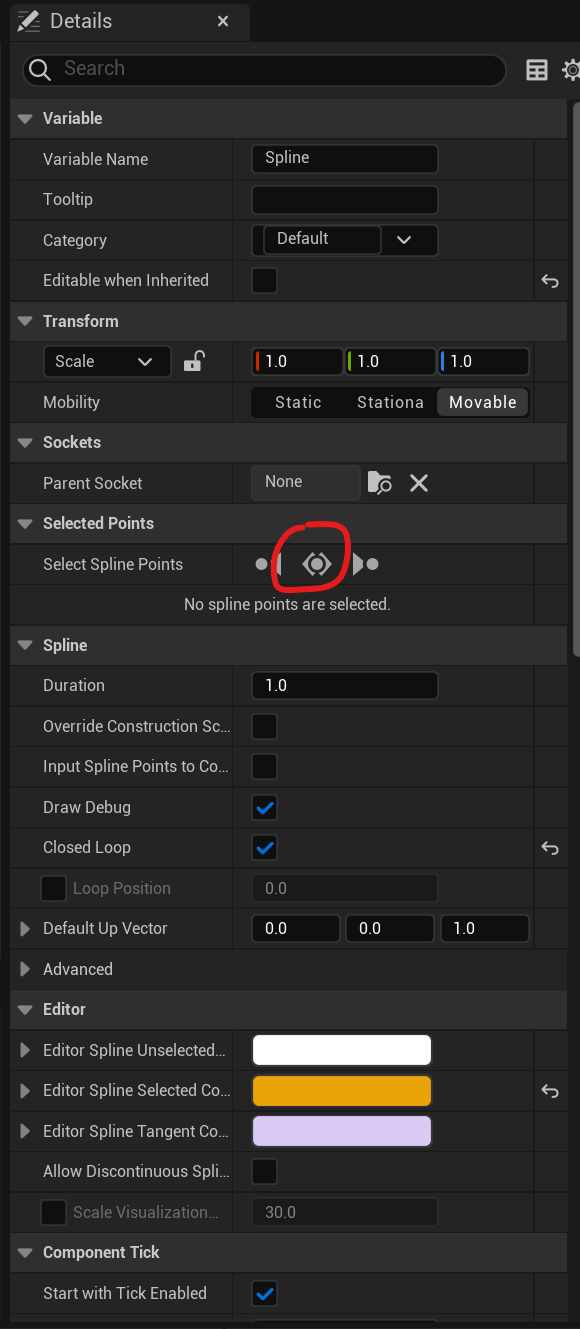 Details
Search
Variable
Variable Name Spline
Tooltip
Category Default
Editable when Inherited
Transform
Scale 1.0 1.0 1.0
Mobility Static Stationa Movable
Sockets
Parent Socket None
Selected Points
Select Spline Points
No spline points are selected.
Spline
Duration 1.0
Override Construction Sc...
Input Spline Points to Co...
Draw Debug
Closed Loop
Loop Position 0.0
Default Up Vector 0.0 0.0 1.0
Advanced
Editor
Editor Spline Unselected...
Editor Spline Selected Co...
Editor Spline Tangent Co...
Allow Discontinuous Spli...
Scale Visualization... 30.0
Component Tick
Start with Tick Enabled